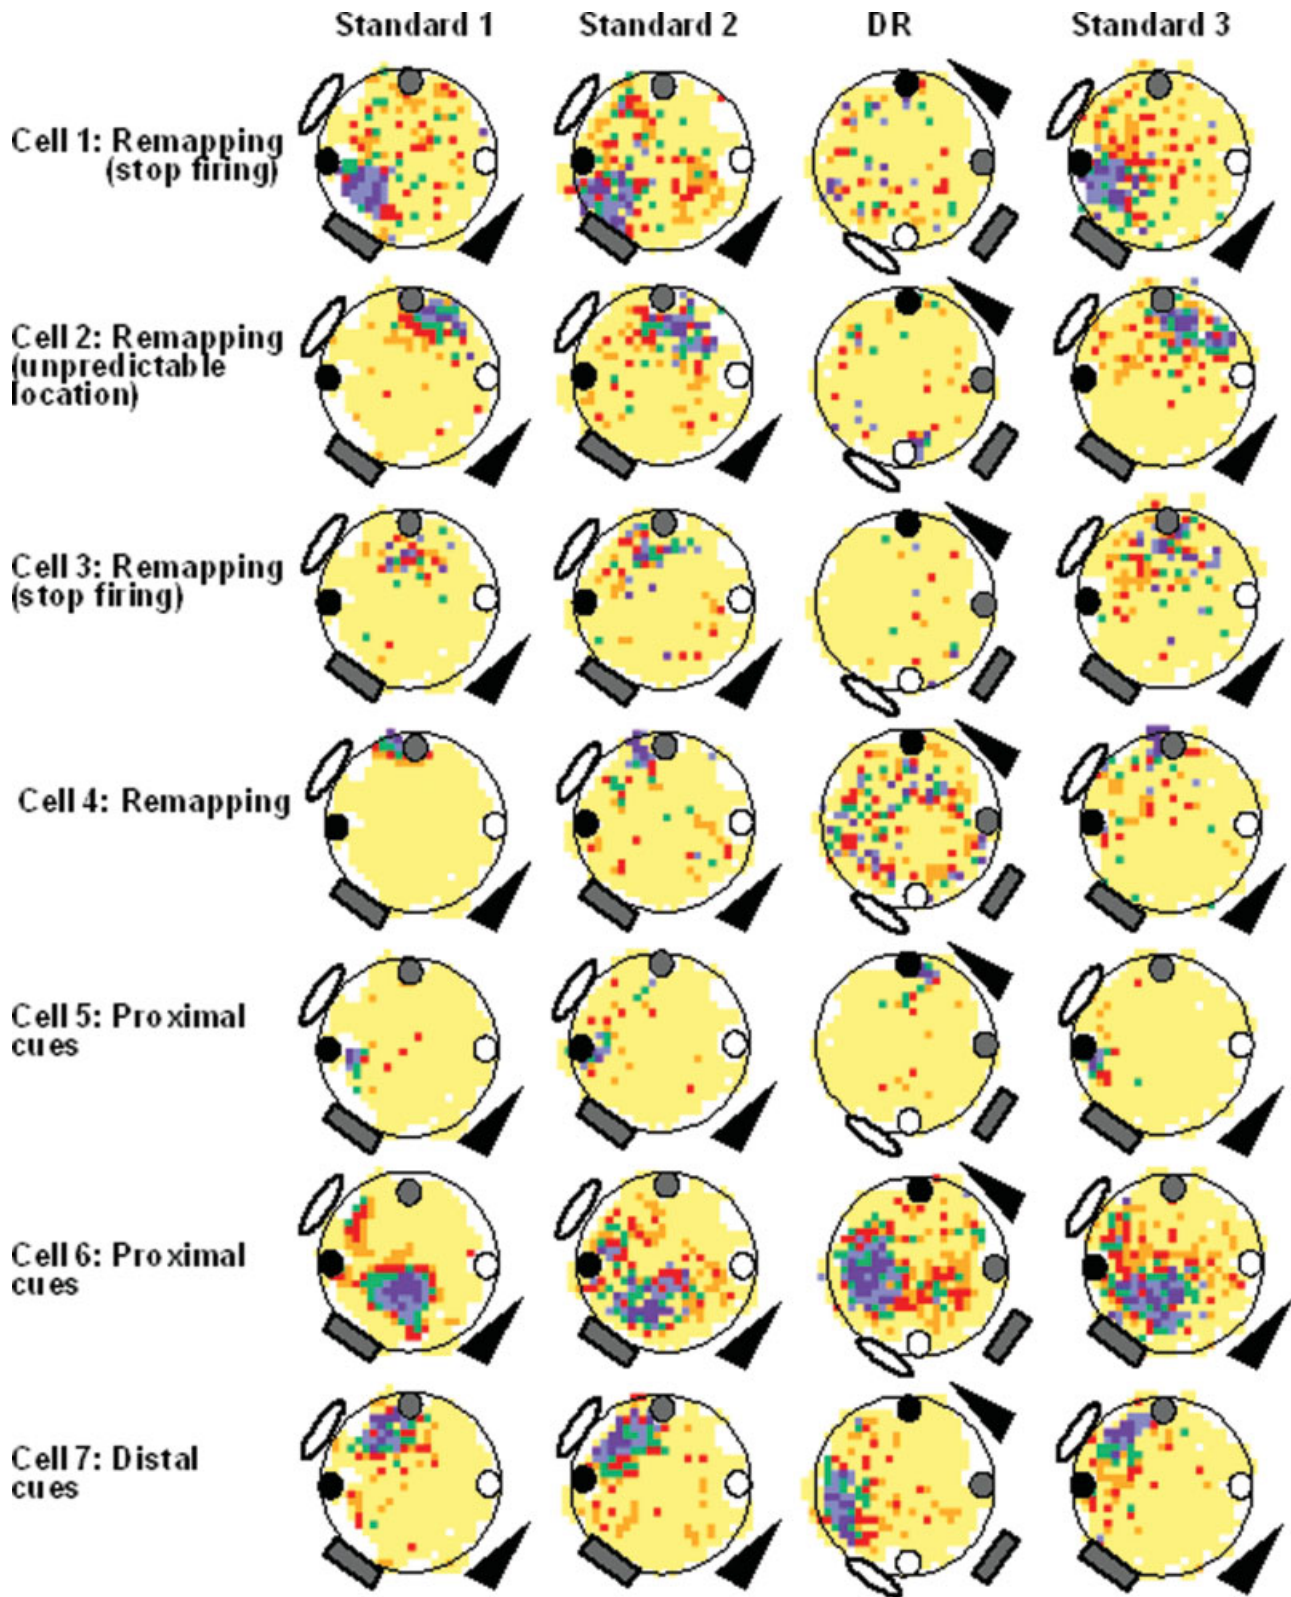 Standard 1 Standard 2 DR Standard 3
Cell 1: Remapping
(stop firing)
Cell 2: Remapping
(unpredictable
location)
Cell 3: Remapping
(stop firing)
Cell 4: Remapping
Cell 5: Proximal
cues
Cell 6: Proximal
cues
Cell 7: Distal
cues